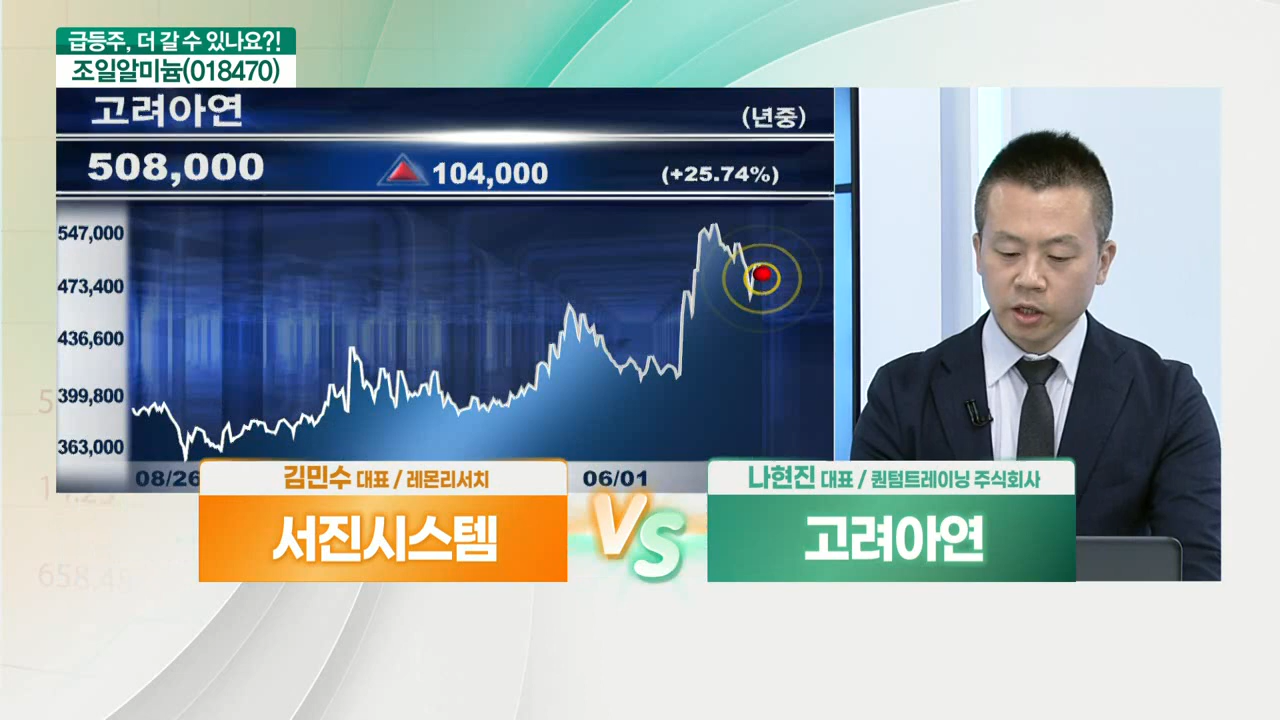 급등주, 더 갈 수 있나요?!
조일알미늄(018470)
고려아연 (년중)
508,000 104,000 (+25.74%)
547,000
473,400
436,600
399,800
363,000
08/26 06/01
김민수 대표 / 레몬리서치
서진시스템
VS
나현진 대표 / 퀀텀트레이닝 주식회사
고려아연